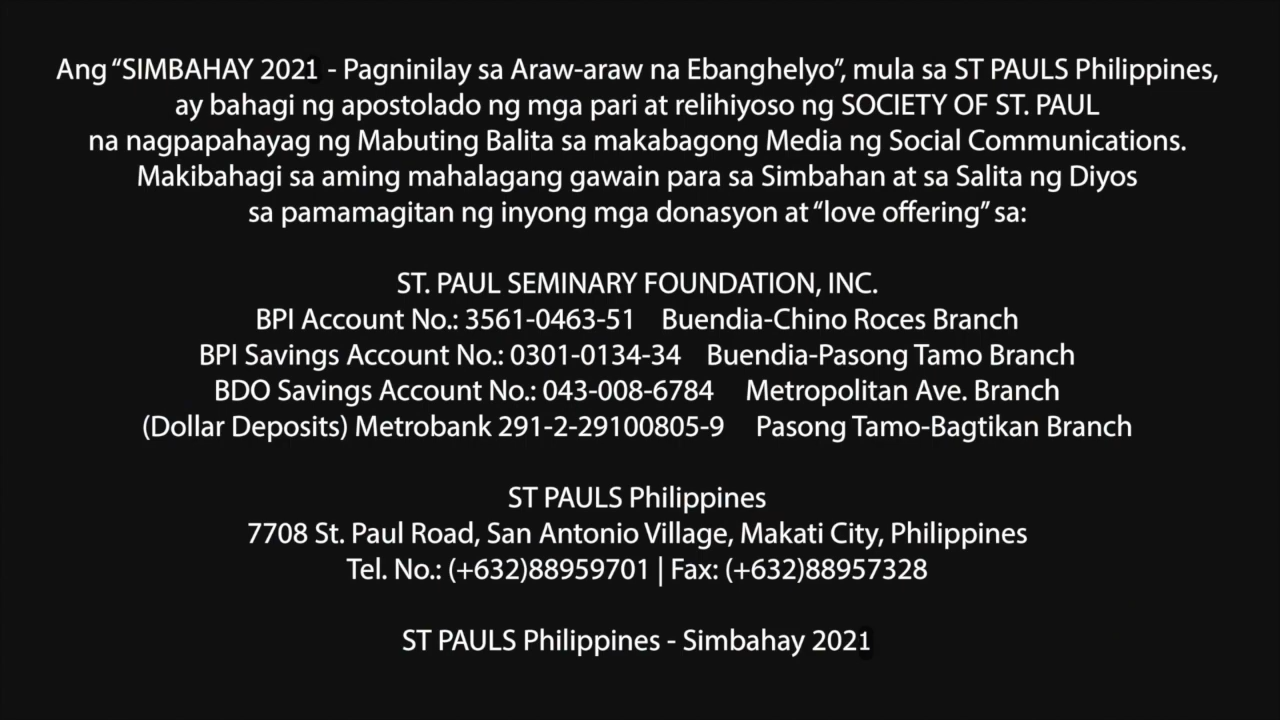 Ang “SIMBAHAY 2021 - Pagninilay sa Araw-araw na Ebanghelyo”, mula sa ST PAULS Philippines,
ay bahagi ng apostolado ng mga pari at relihiyoso ng SOCIETY OF ST. PAUL
na nagpapahayag ng Mabuting Balita sa makabagong Media ng Social Communications.
Makibahagi sa aming mahalagang gawain para sa Simbahan at sa Salita ng Diyos
sa pamamagitan ng inyong mga donasyon at “love offering” sa:
ST. PAUL SEMINARY FOUNDATION, INC.
BPI Account No.: 3561-0463-51 Buendia-Chino Roces Branch
BPI Savings Account No.: 0301-0134-34 Buendia-Pasong Tamo Branch
BDO Savings Account No.: 043-008-6784 Metropolitan Ave. Branch
(Dollar Deposits) Metrobank 291-2-29100805-9 Pasong Tamo-Bagtikan Branch
ST PAULS Philippines
7708 St. Paul Road, San Antonio Village, Makati City, Philippines
Tel. No.: (+632)88959701 | Fax: (+632)88957328
ST PAULS Philippines - Simbahay 2021